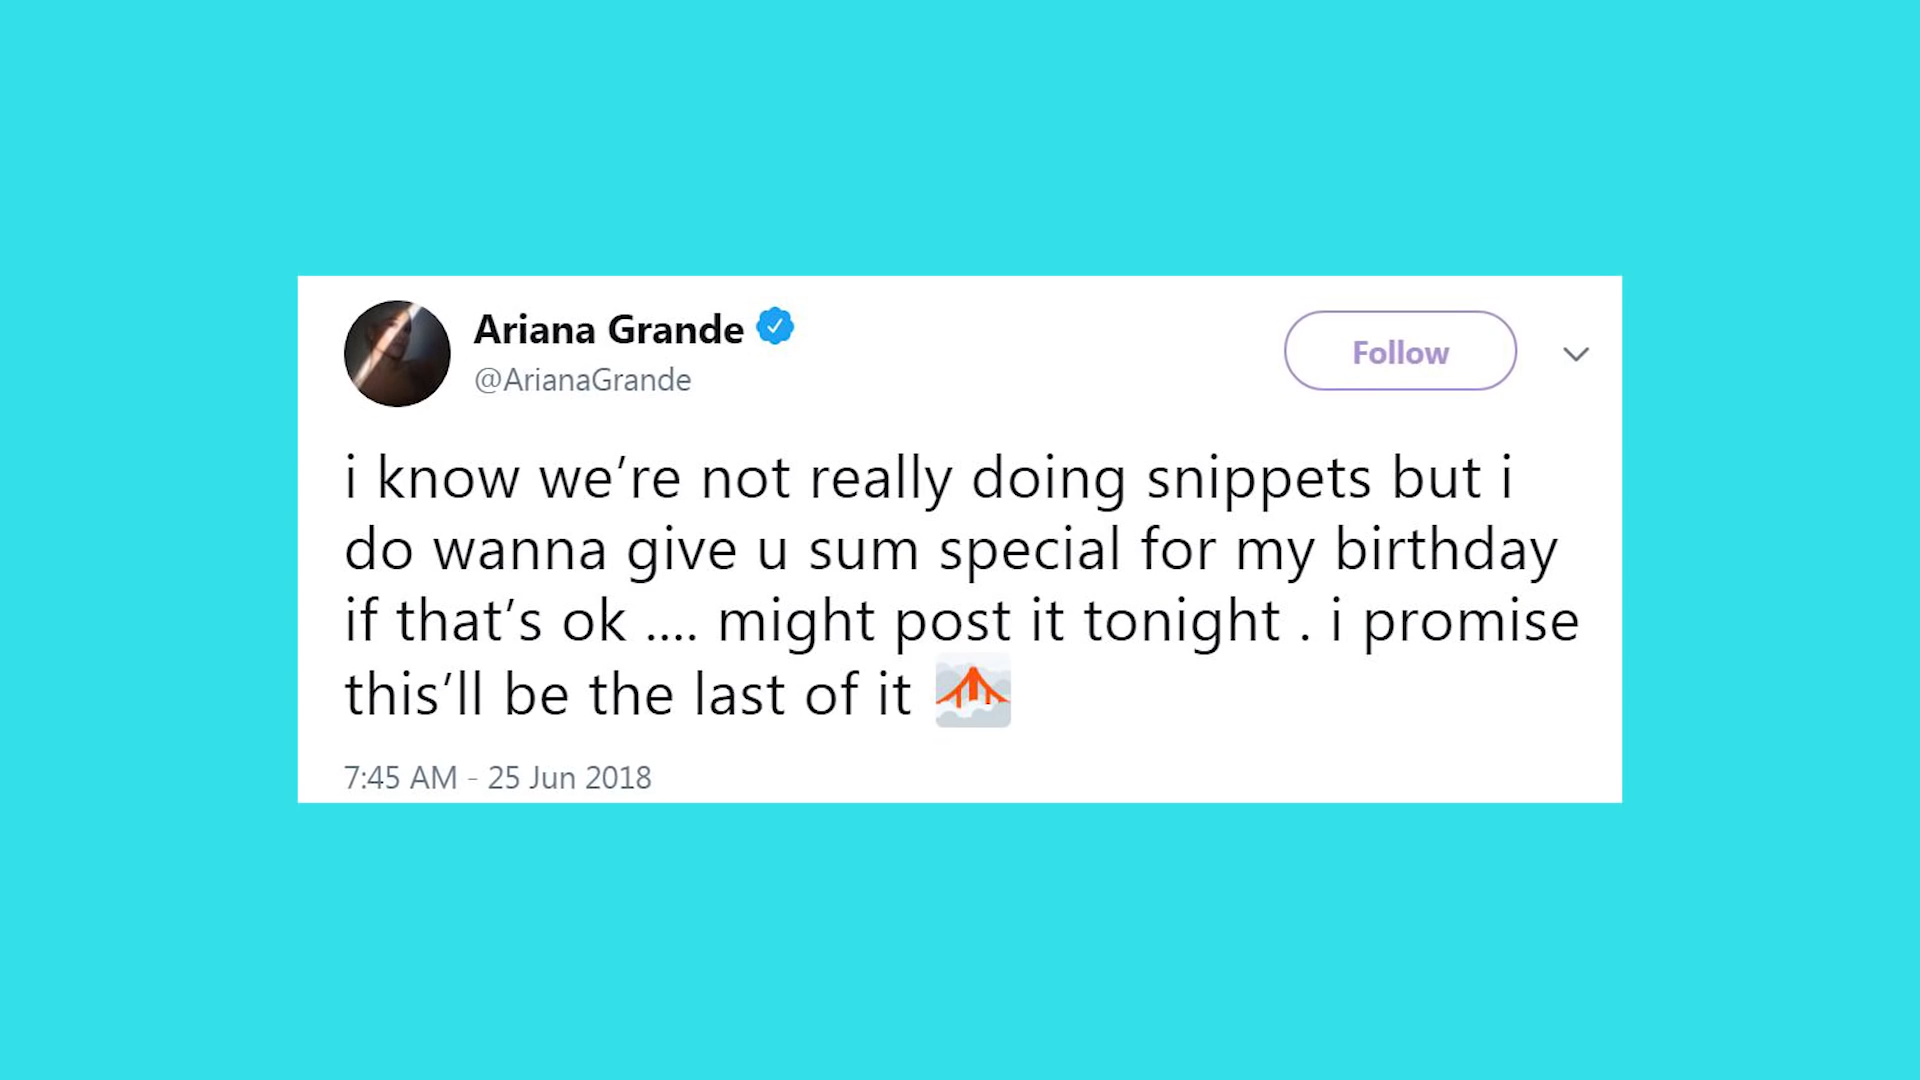 Ariana Grande
@ArianaGrande
Follow
i know we’re not really doing snippets but i
do wanna give u sum special for my birthday
if that’s ok .... might post it tonight . i promise
this’ll be the last of it 🌁
7:45 AM - 25 Jun 2018